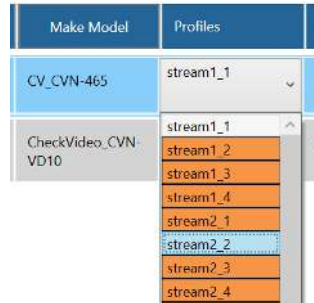 Make Model
Profiles
CV_CVN-465
stream1_1
CheckVideo_CVN-
VD10
stream1_1
stream1_2
stream1_3
stream1_4
stream2_1
stream2_2
stream2_3
stream2_4